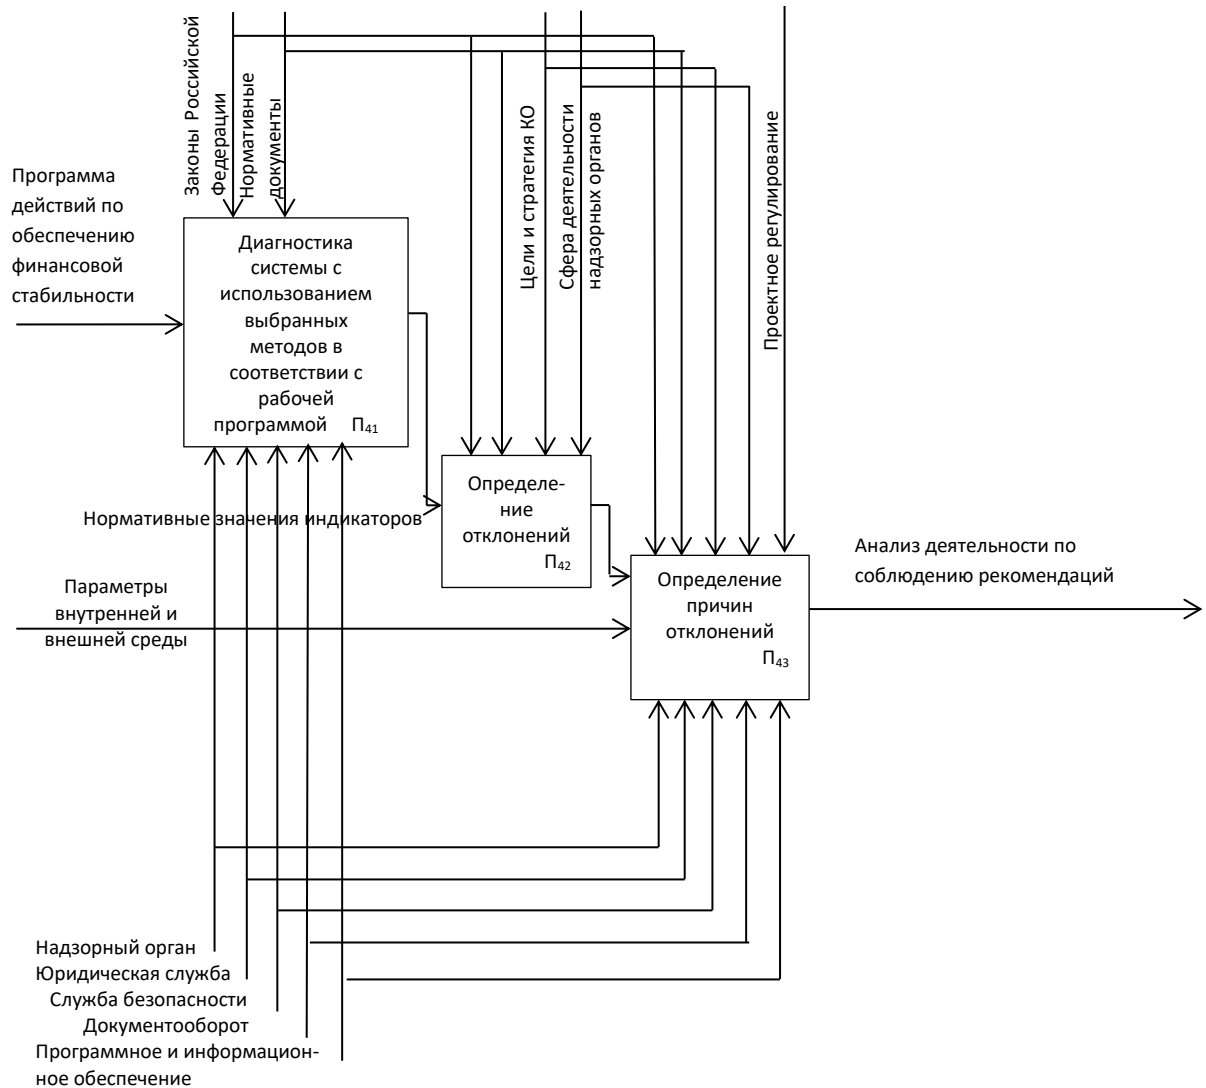 Законы Российской
Федерации
Нормативные
документы
Цели и стратегия КО
Сфера деятельности
надзорных органов
Проектное регулирование
Программа
действий по
обеспечению
финансовой
стабильности
Диагностика
системы с
использованием
выбранных
методов в
соответствии с
рабочей
программой П41
Определе-
ние
отклонений
П42
Нормативные значения индикаторов
Параметры
внутренней и
внешней среды
Определение
причин
отклонений
П43
Анализ деятельности по
соблюдению рекомендаций
Надзорный орган
Юридическая служба
Служба безопасности
Документооборот
Программное и информацион-
ное обеспечение